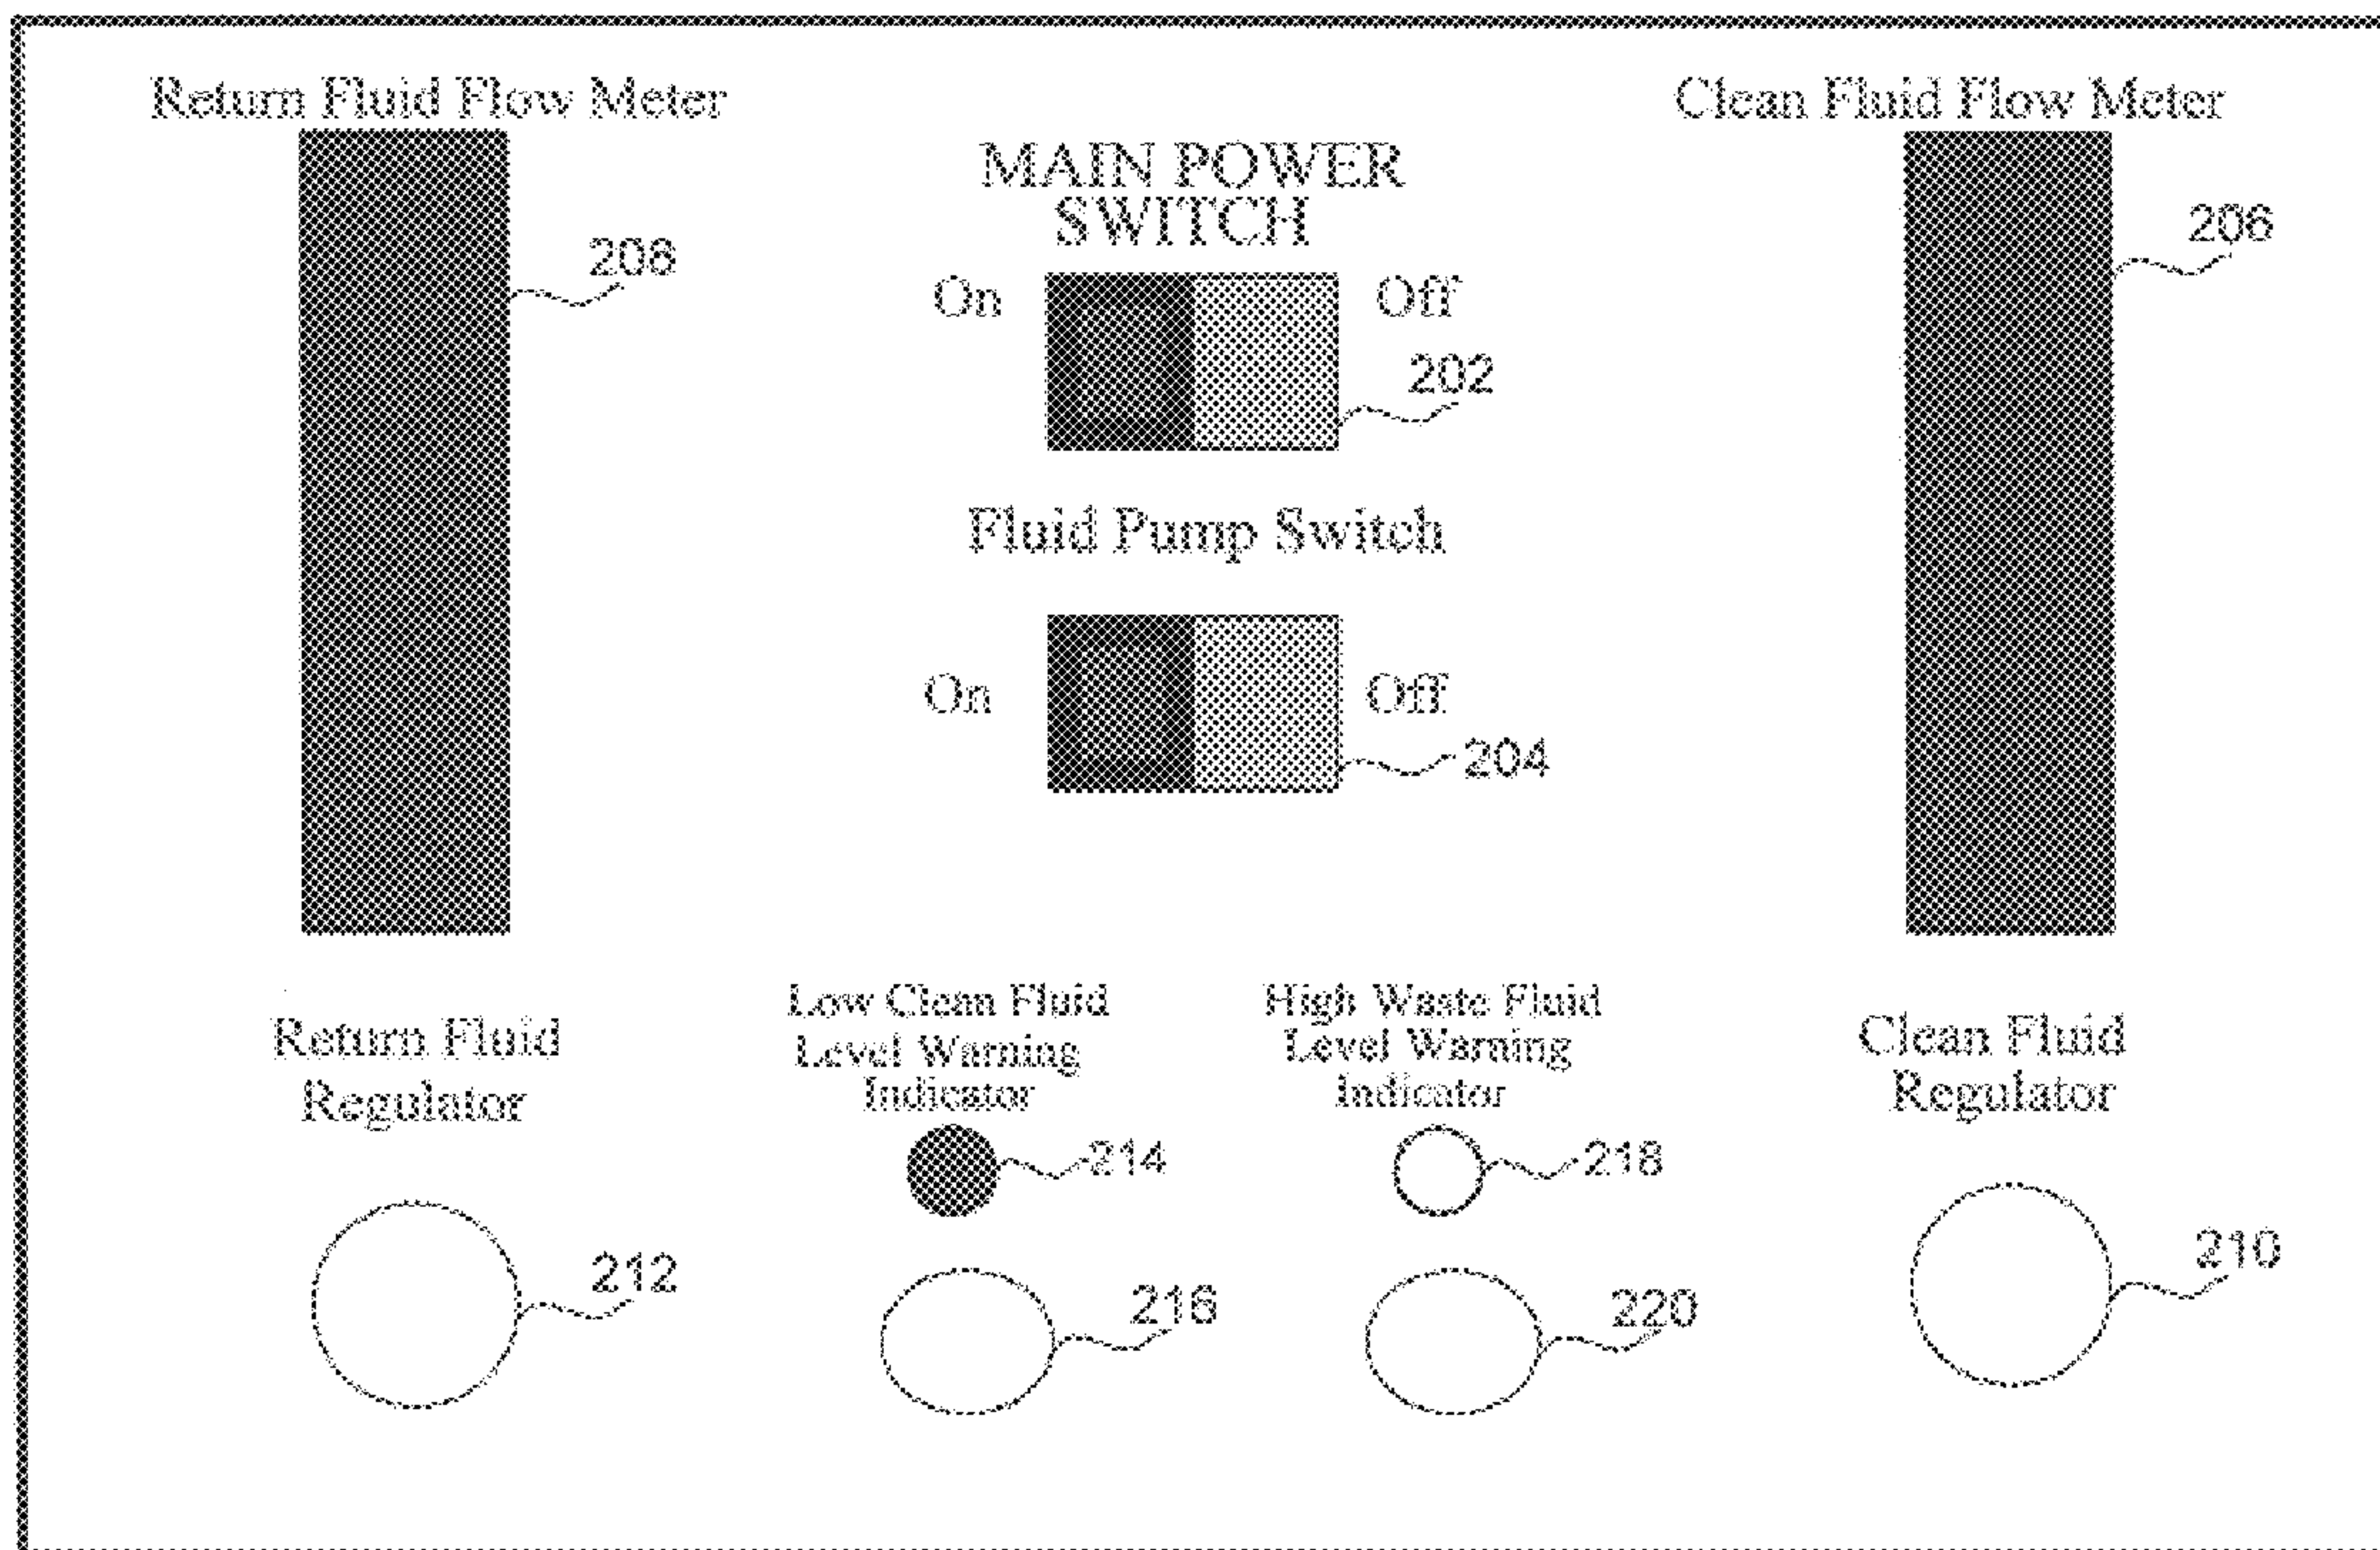 Return Fluid Flow Meter
Clean Fluid Flow Meter
MAIN POWER
SWITCH
208
206
On
Off
202
Fluid Pump Switch
On
Off
204
Return Fluid
Regulator
Low Clean Fluid
Level Warning
Indicator
High Waste Fluid
Level Warning
Indicator
Clean Fluid
Regulator
214
218
212
216
220
210